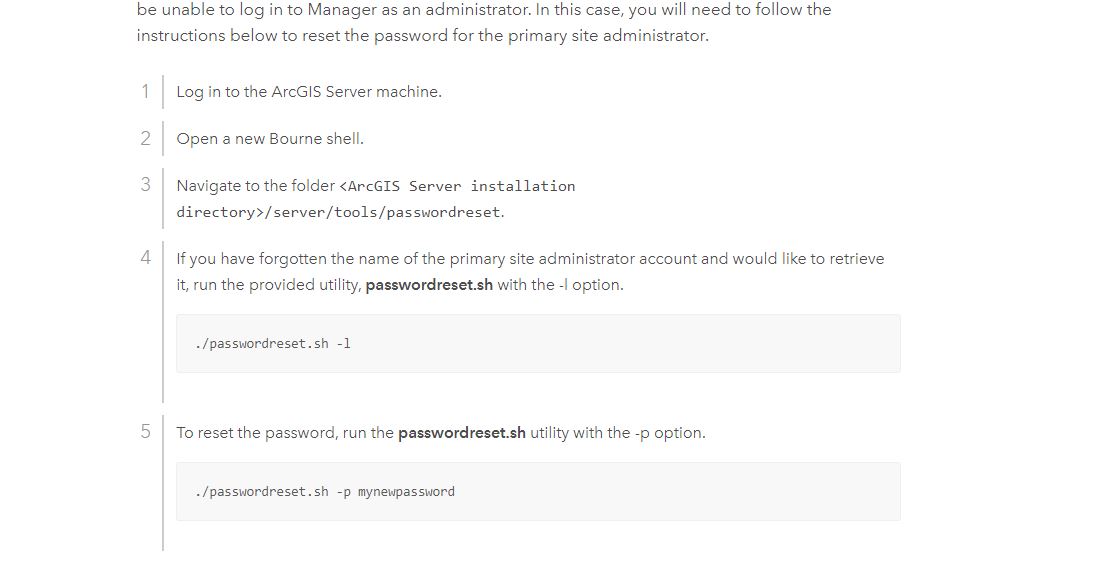 be unable to log in to Manager as an administrator. In this case, you will need to follow the
instructions below to reset the password for the primary site administrator.
1 Log in to the ArcGIS Server machine.
2 Open a new Bourne shell.
3 Navigate to the folder <ArcGIS Server installation
directory>/server/tools/passwordreset.
4 If you have forgotten the name of the primary site administrator account and would like to retrieve
it, run the provided utility, passwordreset.sh with the -l option.
./passwordreset.sh -l
5 To reset the password, run the passwordreset.sh utility with the -p option.
./passwordreset.sh -p mynewpassword